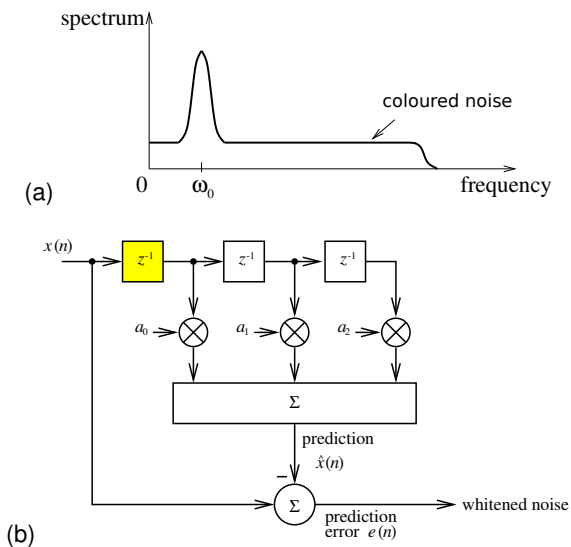 spectrum
coloured noise
(a)
0
ω₀
frequency
x(n)
z⁻¹
z⁻¹
z⁻¹
a₀
a₁
a₂
Σ
prediction
x̂(n)
−
Σ
whitened noise
prediction
error e(n)
(b)